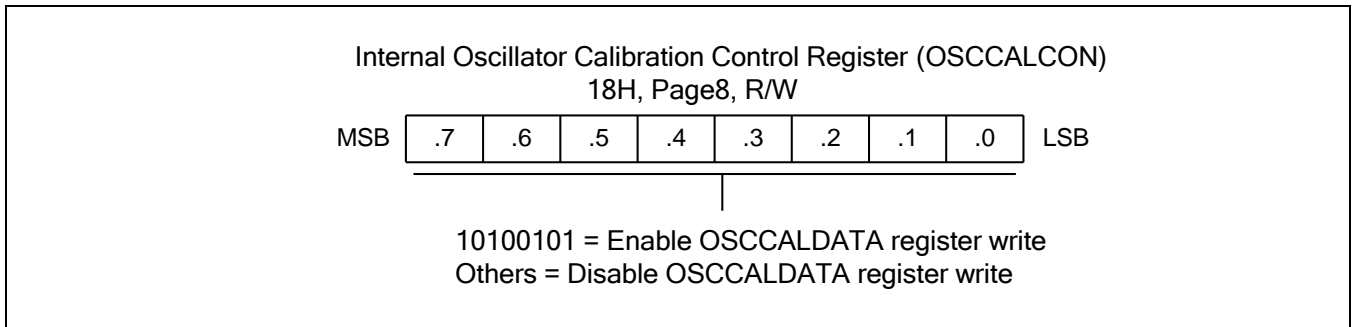 Internal Oscillator Calibration Control Register (OSCCALCON)
18H, Page8, R/W
MSB .7 .6 .5 .4 .3 .2 .1 .0 LSB
10100101 = Enable OSCCALDATA register write
Others = Disable OSCCALDATA register write